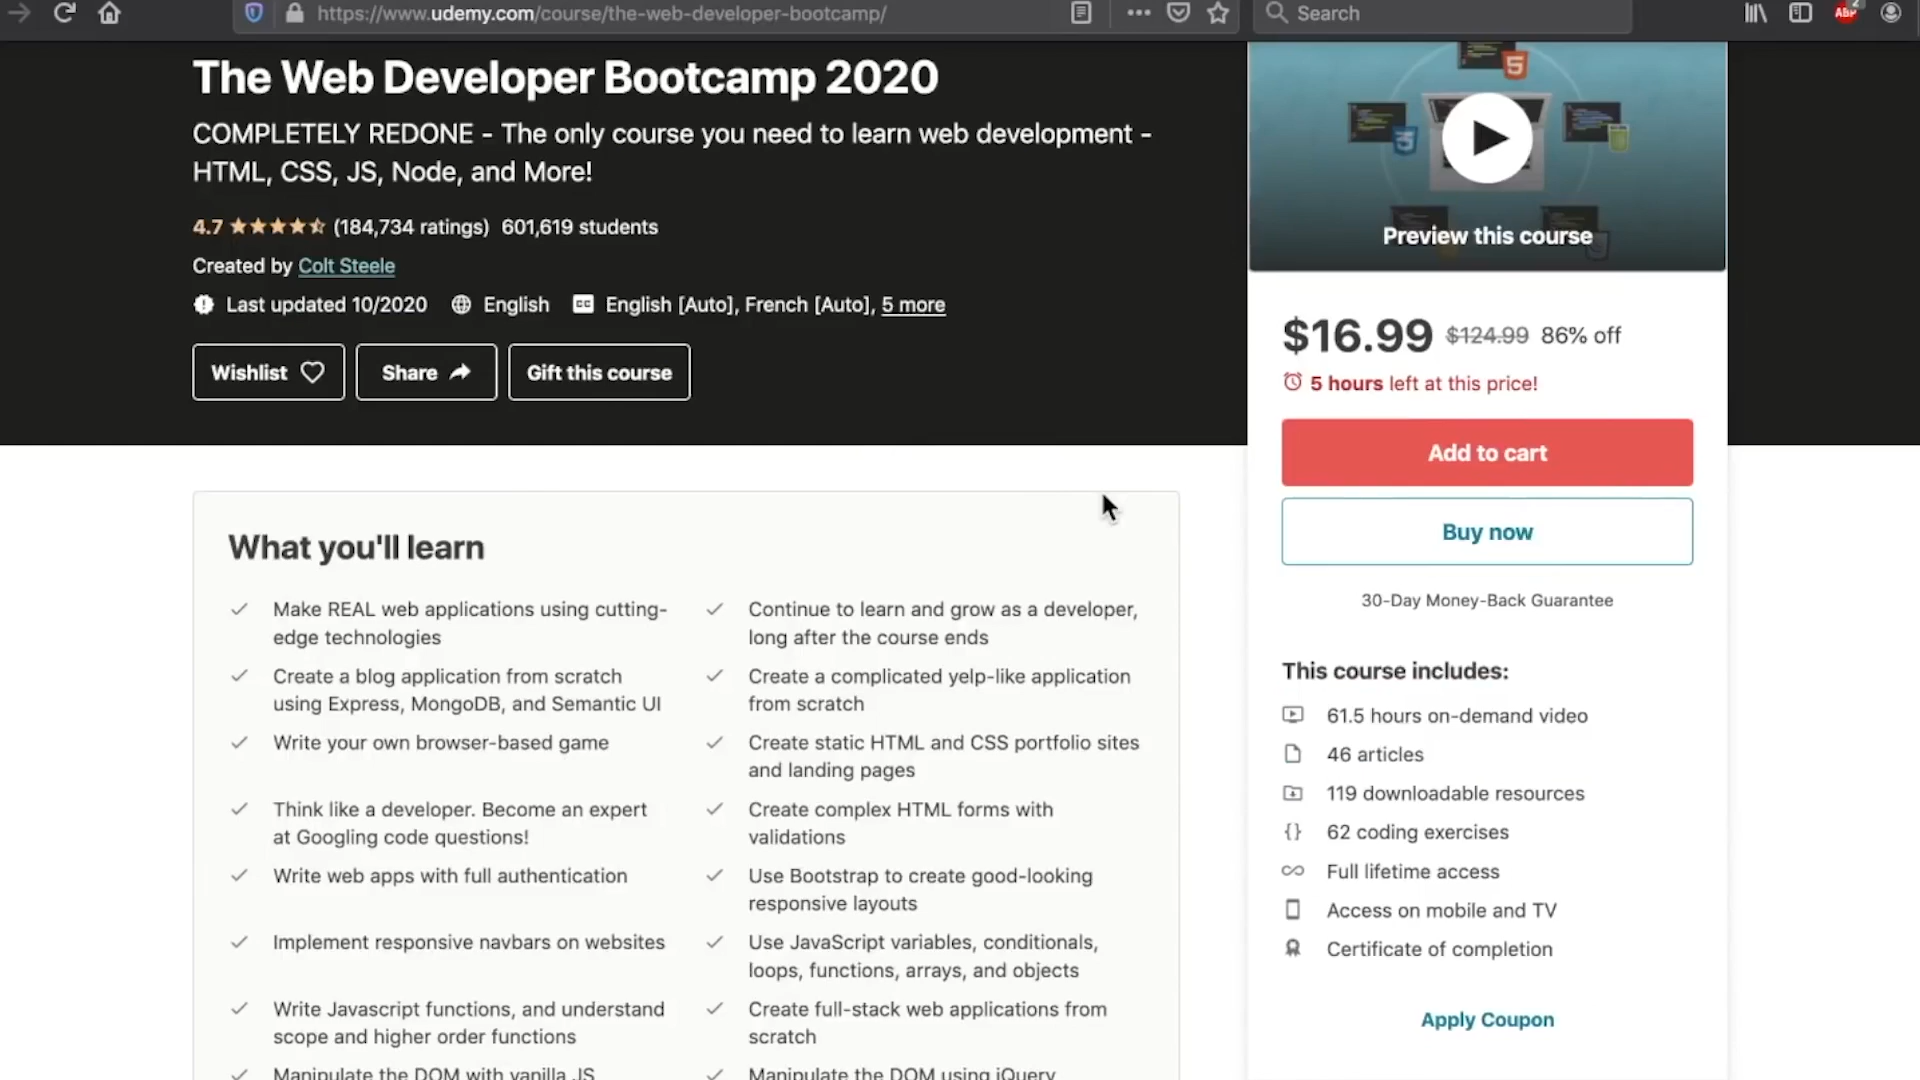 https://www.udemy.com/course/the-web-developer-bootcamp/
Search
ABP
2
The Web Developer Bootcamp 2020
COMPLETELY REDONE - The only course you need to learn web development -
HTML, CSS, JS, Node, and More!
4.7 (184,734 ratings) 601,619 students
Created by Colt Steele
Last updated 10/2020 English CC English [Auto], French [Auto], 5 more
Wishlist Share Gift this course
What you'll learn
Make REAL web applications using cutting-
edge technologies
Create a blog application from scratch
using Express, MongoDB, and Semantic UI
Write your own browser-based game
Think like a developer. Become an expert
at Googling code questions!
Write web apps with full authentication
Implement responsive navbars on websites
Write Javascript functions, and understand
scope and higher order functions
Manipulate the DOM with vanilla JS
Continue to learn and grow as a developer,
long after the course ends
Create a complicated yelp-like application
from scratch
Create static HTML and CSS portfolio sites
and landing pages
Create complex HTML forms with
validations
Use Bootstrap to create good-looking
responsive layouts
Use JavaScript variables, conditionals,
loops, functions, arrays, and objects
Create full-stack web applications from
scratch
Manipulate the DOM using jQuery
5
Preview this course
$16.99 $124.99 86% off
5 hours left at this price!
Add to cart
Buy now
30-Day Money-Back Guarantee
This course includes:
61.5 hours on-demand video
46 articles
119 downloadable resources
{} 62 coding exercises
Full lifetime access
Access on mobile and TV
Certificate of completion
Apply Coupon